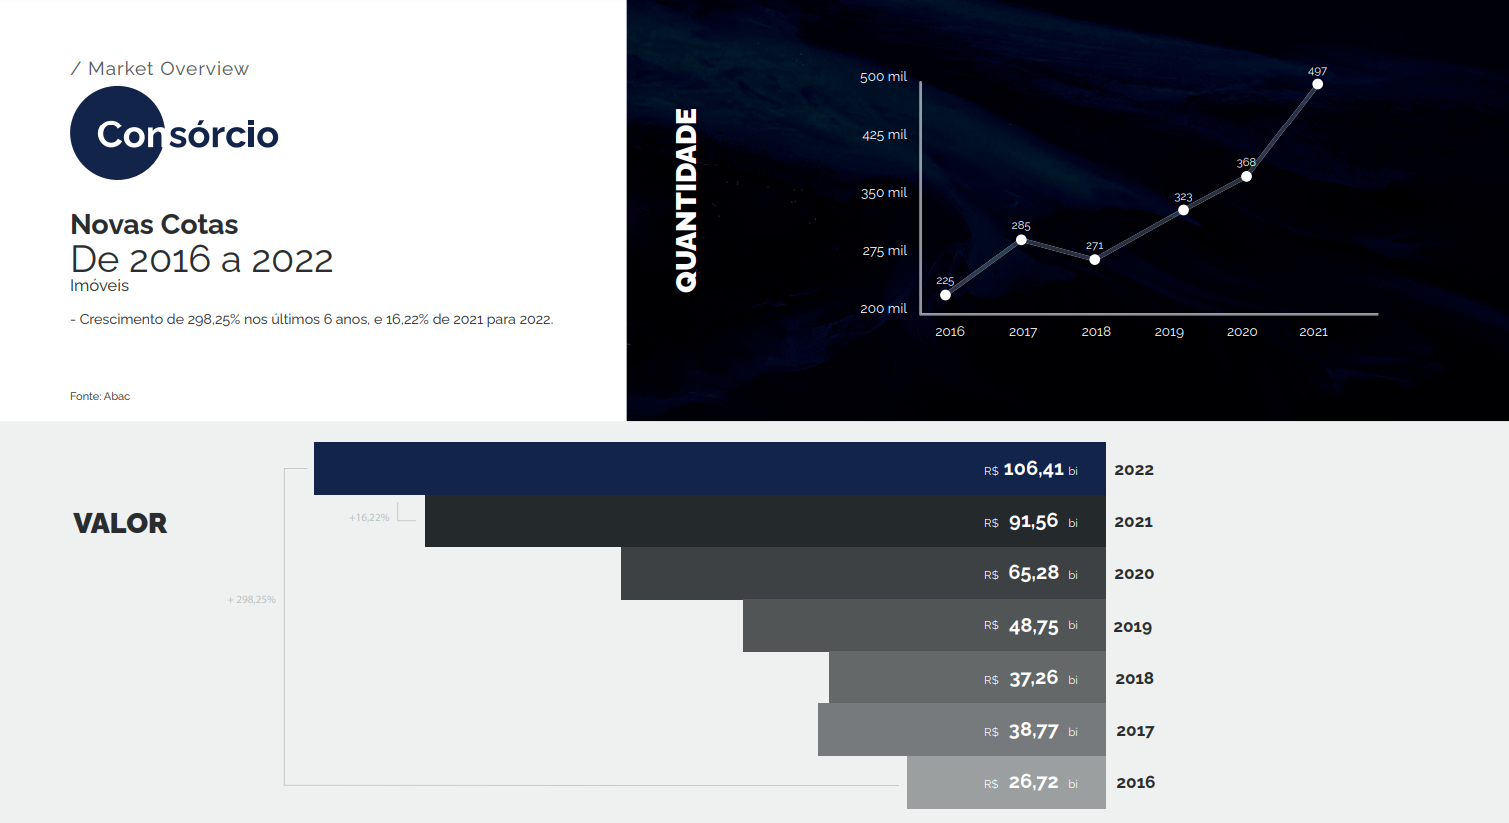 / Market Overview
Consórcio
Novas Cotas
De 2016 a 2022
Imóveis
- Crescimento de 298,25% nos últimos 6 anos, e 16,22% de 2021 para 2022.
Fonte: Abac
QUANTIDADE
500 mil
425 mil
350 mil
275 mil
200 mil
225
285
271
323
368
497
2016 2017 2018 2019 2020 2021
VALOR
R$ 106,41 bi 2022
+16,22%
R$ 91,56 bi 2021
R$ 65,28 bi 2020
+ 298,25%
R$ 48,75 bi 2019
R$ 37,26 bi 2018
R$ 38,77 bi 2017
R$ 26,72 bi 2016